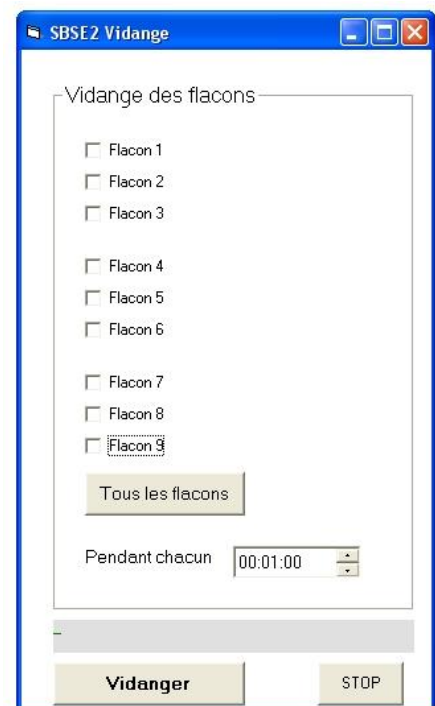 SBSE2 Vidange
Vidange des flacons
Flacon 1
Flacon 2
Flacon 3
Flacon 4
Flacon 5
Flacon 6
Flacon 7
Flacon 8
Flacon 9
Tous les flacons
Pendant chacun 00:01:00
Vidanger STOP